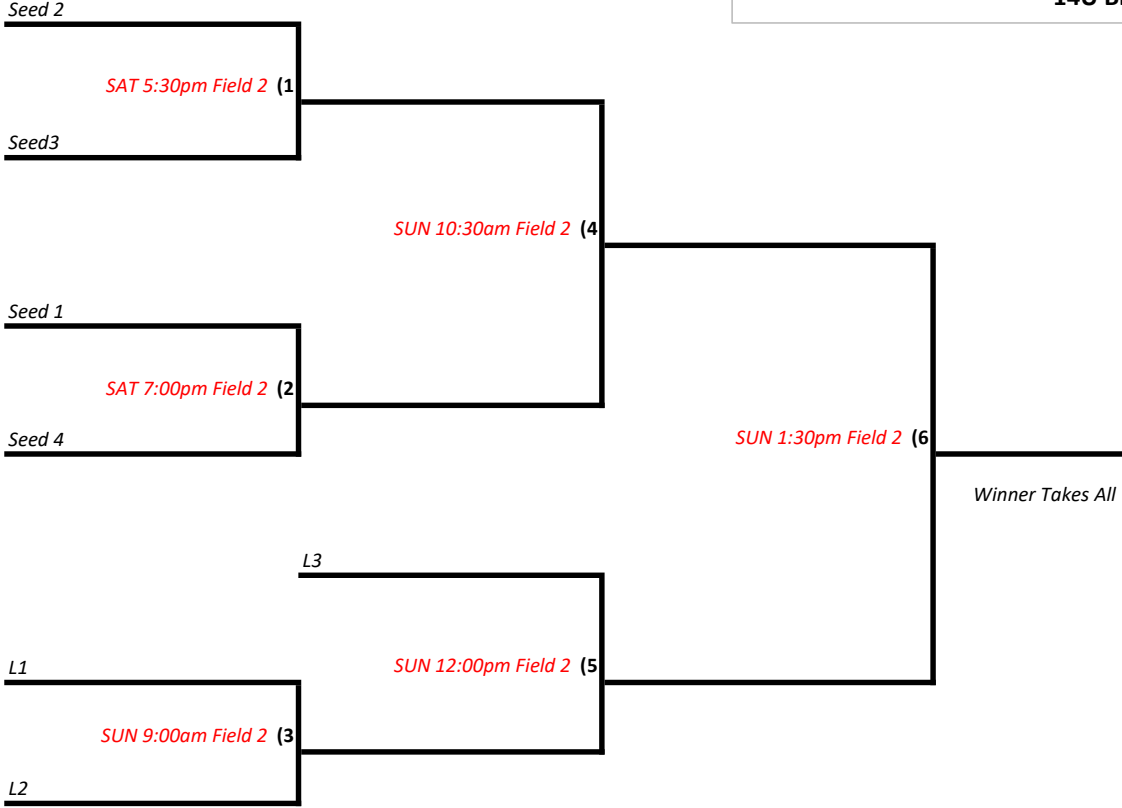 Seed 2
SAT 5:30pm Field 2 (1
Seed3
SUN 10:30am Field 2 (4
Seed 1
SAT 7:00pm Field 2 (2
Seed 4
SUN 1:30pm Field 2 (6
Winner Takes All
L3
L1
SUN 12:00pm Field 2 (5
SUN 9:00am Field 2 (3
L2